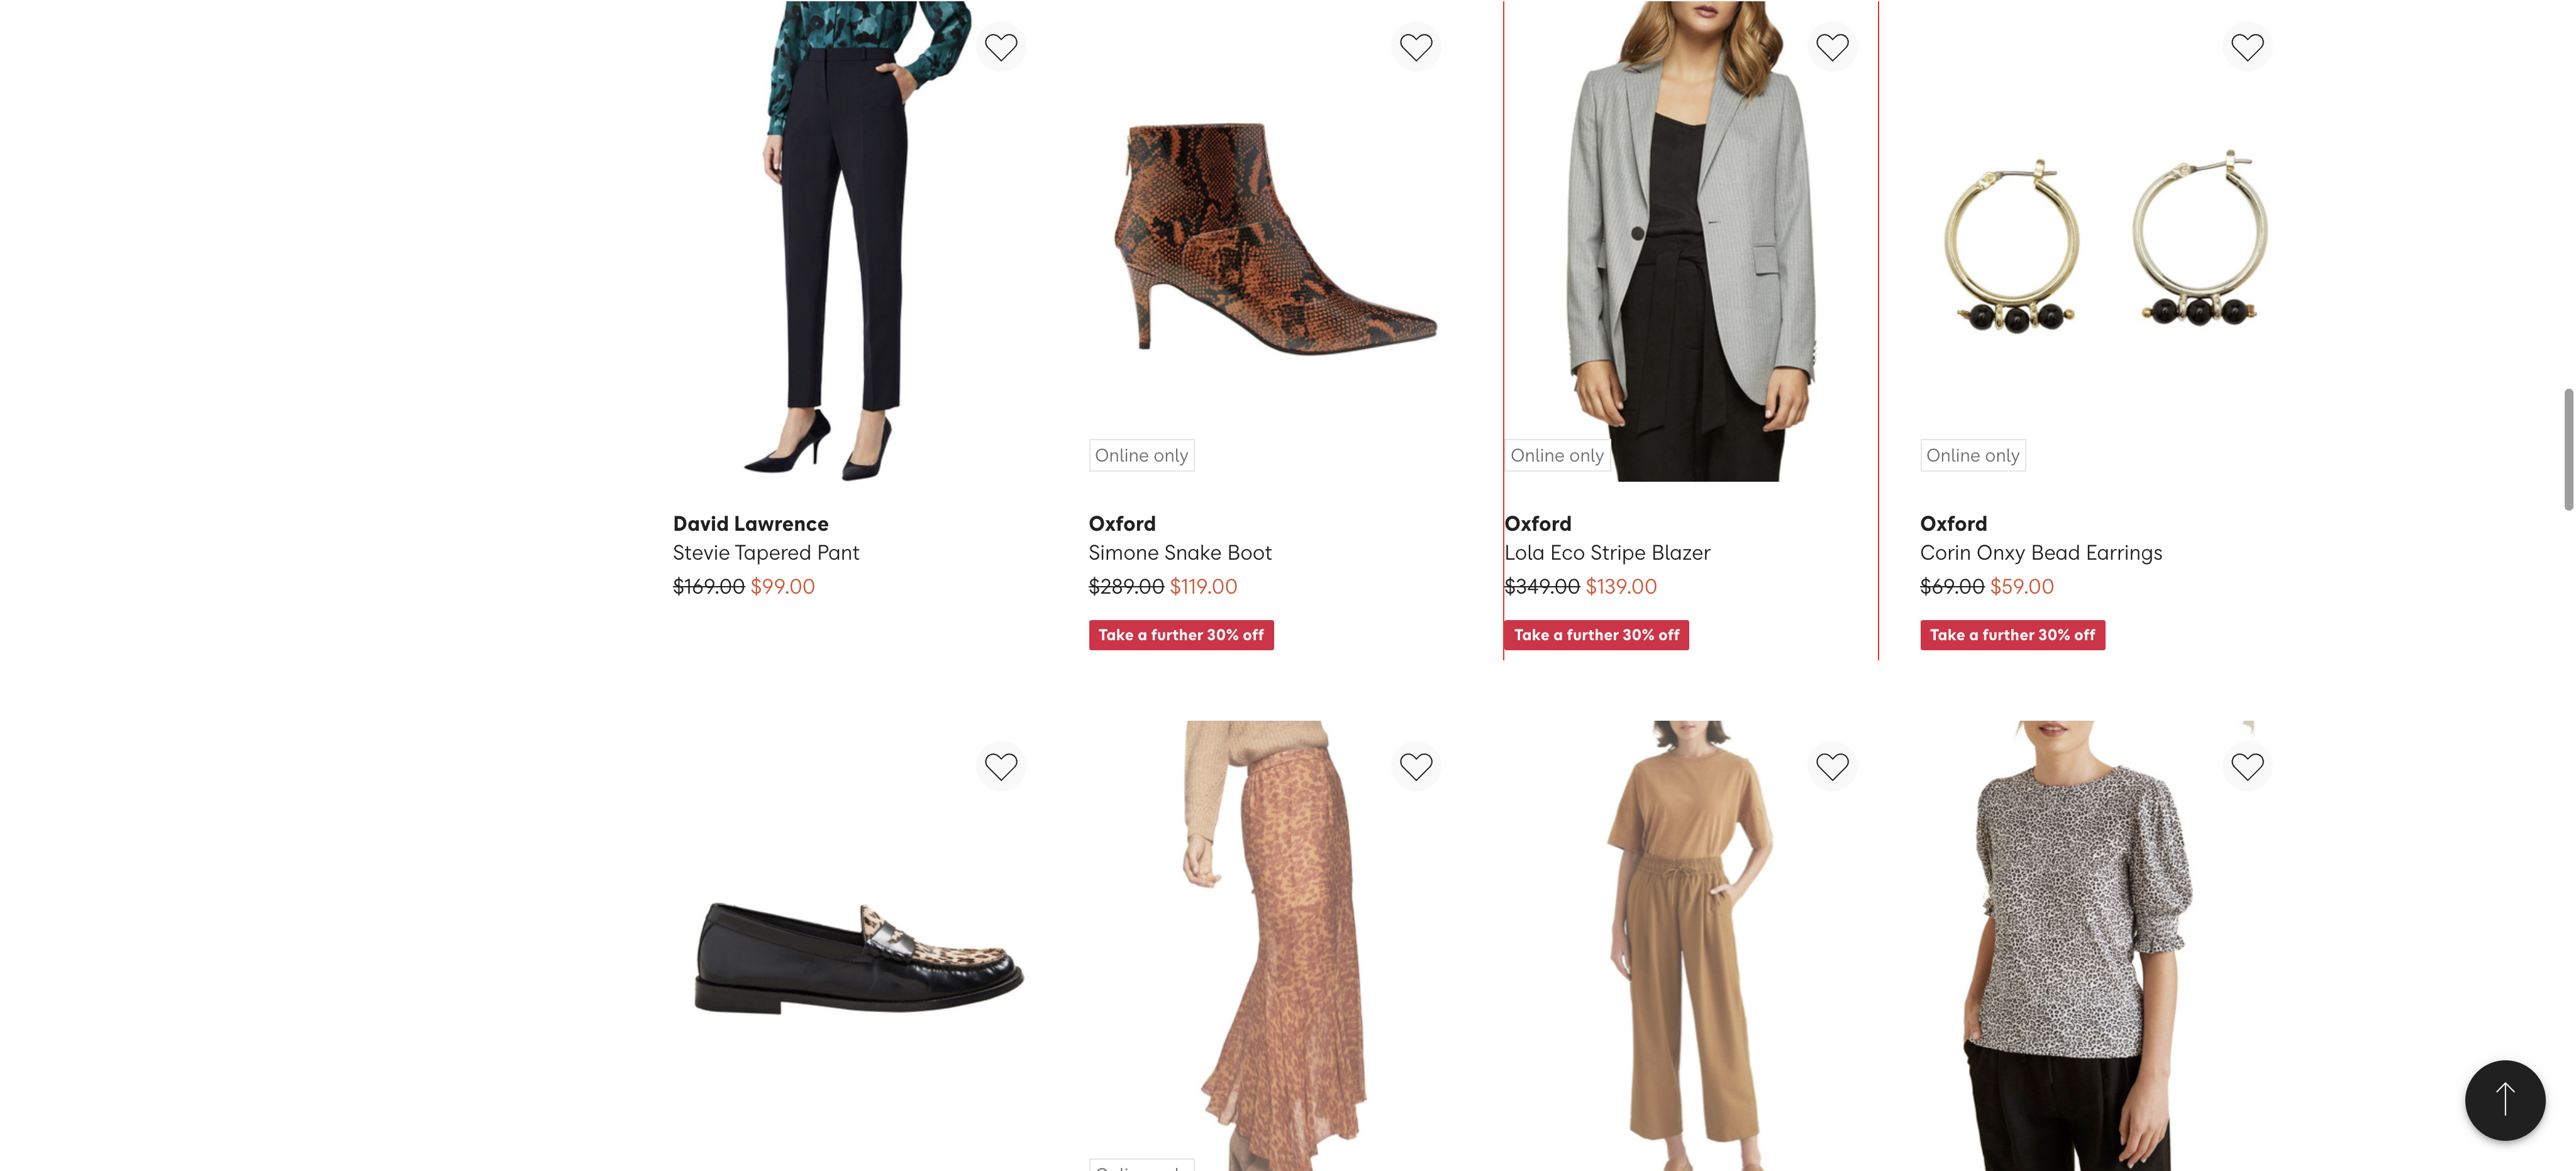 Online only
Online only
Online only
David Lawrence
Stevie Tapered Pant
$169.00 $99.00
Oxford
Simone Snake Boot
$289.00 $119.00
Take a further 30% off
Oxford
Lola Eco Stripe Blazer
$349.00 $139.00
Take a further 30% off
Oxford
Corin Onxy Bead Earrings
$69.00 $59.00
Take a further 30% off